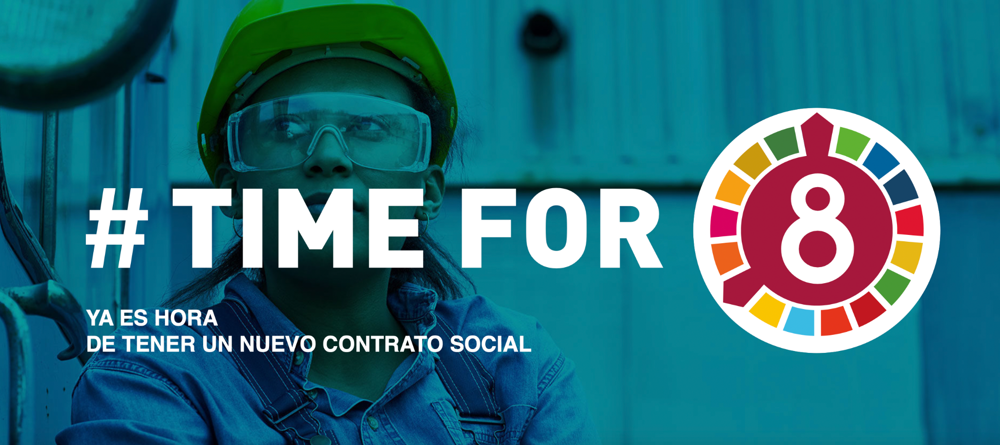 # TIME FOR 8
YA ES HORA
DE TENER UN NUEVO CONTRATO SOCIAL